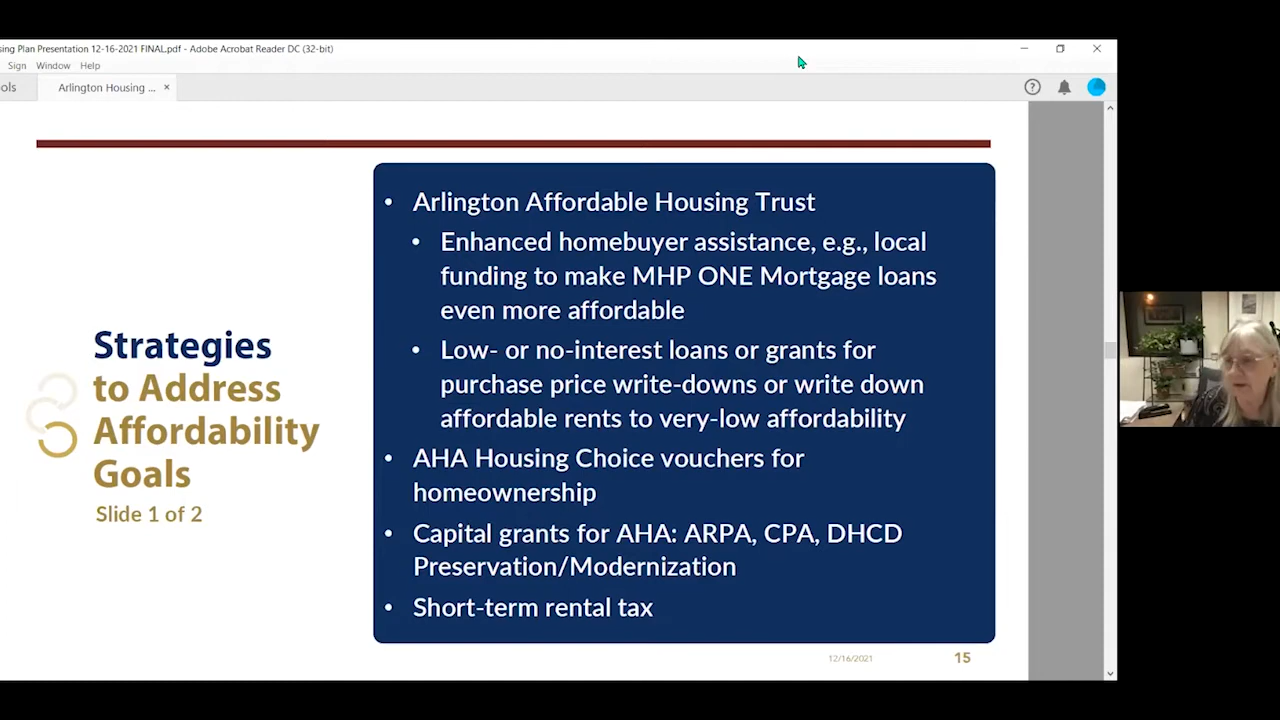 sing Plan Presentation 12-16-2021 FINAL.pdf - Adobe Acrobat Reader DC (32-bit)
Sign Window Help
ols
Arlington Housing ... ×
• Arlington Affordable Housing Trust
• Enhanced homebuyer assistance, e.g., local
funding to make MHP ONE Mortgage loans
even more affordable
• Low- or no-interest loans or grants for
purchase price write-downs or write down
affordable rents to very-low affordability
• AHA Housing Choice vouchers for
homeownership
• Capital grants for AHA: ARPA, CPA, DHCD
Preservation/Modernization
• Short-term rental tax
Strategies
to Address
Affordability
Goals
Slide 1 of 2
12/16/2021
15